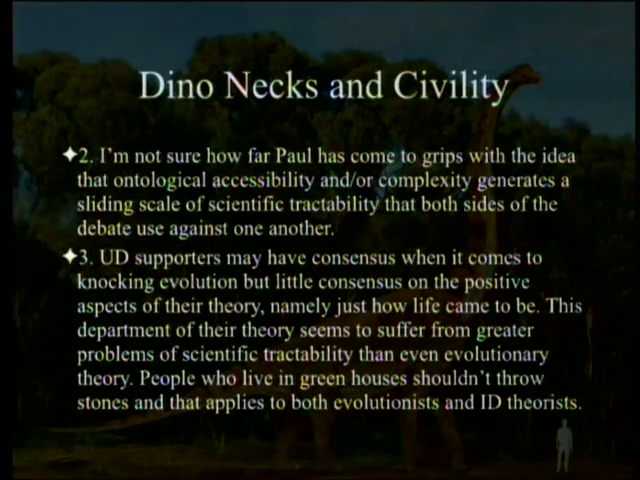 Dino Necks and Civility
✦2. I'm not sure how far Paul has come to grips with the idea
that ontological accessibility and/or complexity generates a
sliding scale of scientific tractability that both sides of the
debate use against one another.
✦3. UD supporters may have consensus when it comes to
knocking evolution but little consensus on the positive
aspects of their theory, namely just how life came to be. This
department of their theory seems to suffer from greater
problems of scientific tractability than even evolutionary
theory. People who live in green houses shouldn't throw
stones and that applies to both evolutionists and ID theorists.